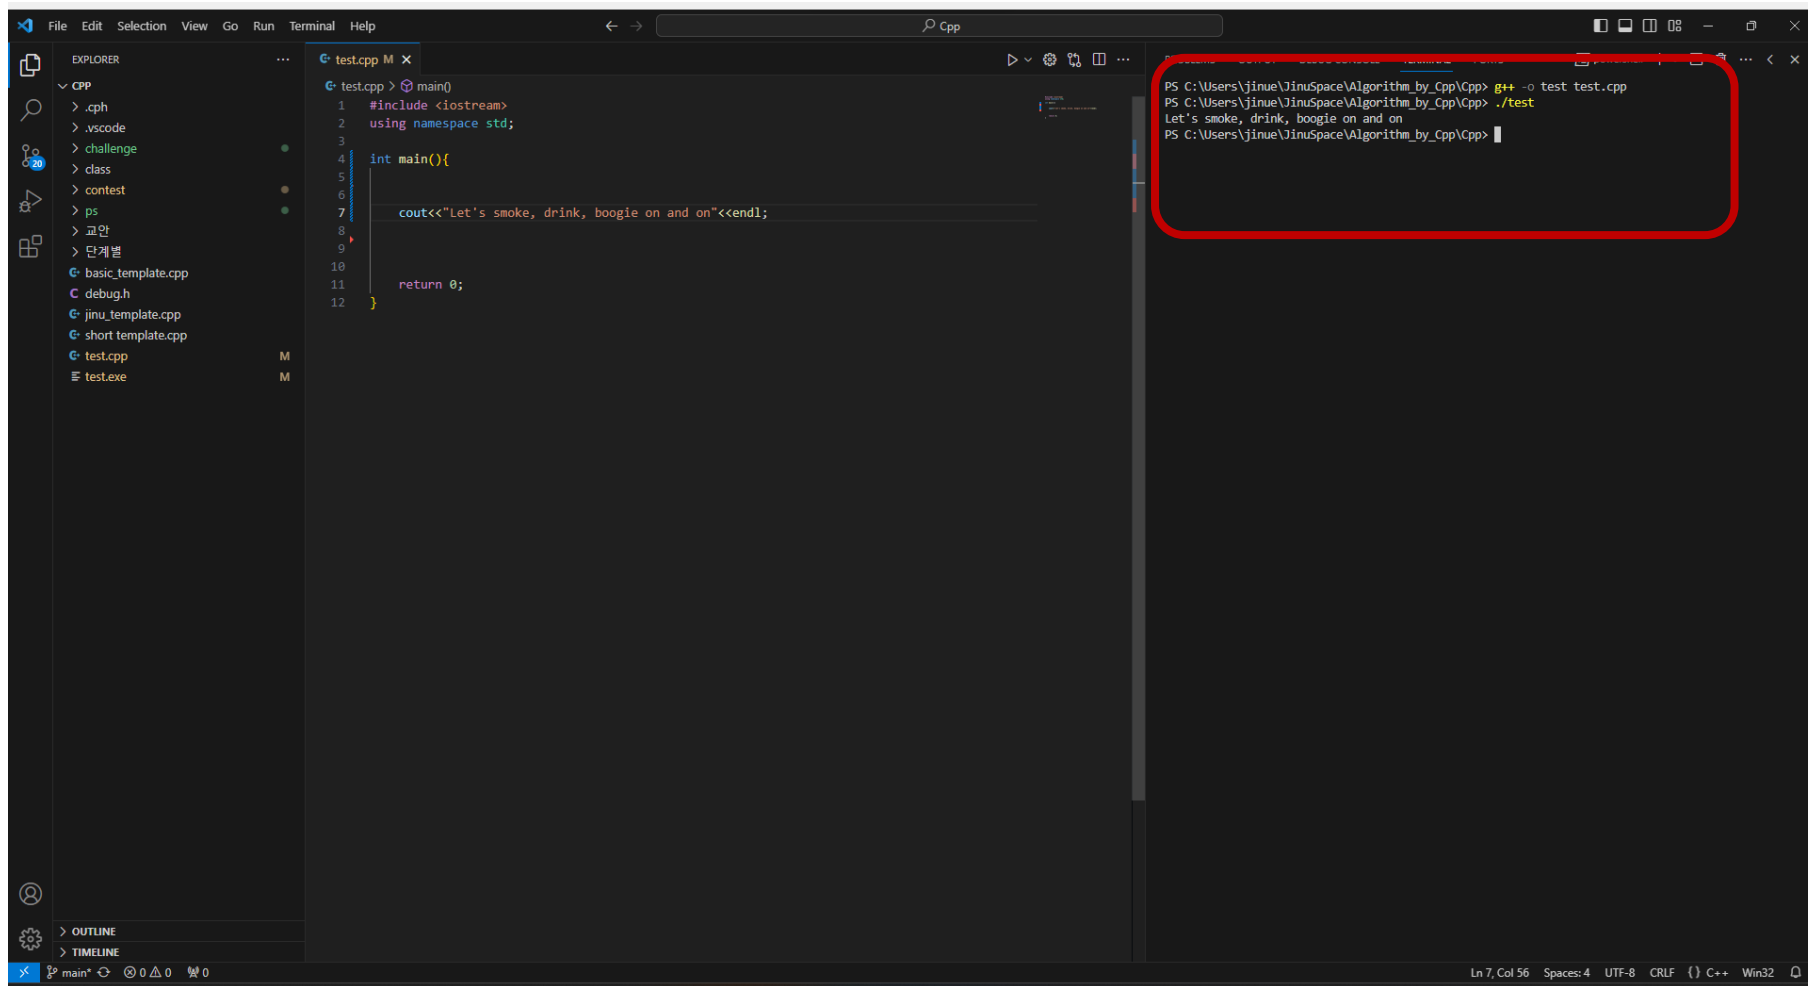 File Edit Selection View Go Run Terminal Help
Cpp
EXPLORER
CPP
.cph
.vscode
challenge
class
contest
ps
교안
단계별
basic_template.cpp
debug.h
jinu_template.cpp
short template.cpp
test.cpp M
test.exe M
OUTLINE
TIMELINE
20
test.cpp M
test.cpp > main()
1 #include <iostream>
2 using namespace std;
3
4 int main(){
5
6
7 cout<<"Let's smoke, drink, boogie on and on"<<endl;
8
9
10
11 return 0;
12 }
PS C:\Users\jinue\JinuSpace\Algorithm_by_Cpp\Cpp> g++ -o test test.cpp
PS C:\Users\jinue\JinuSpace\Algorithm_by_Cpp\Cpp> ./test
Let's smoke, drink, boogie on and on
PS C:\Users\jinue\JinuSpace\Algorithm_by_Cpp\Cpp>
main* 0 0 0
Ln 7, Col 56 Spaces: 4 UTF-8 CRLF {} C++ Win32